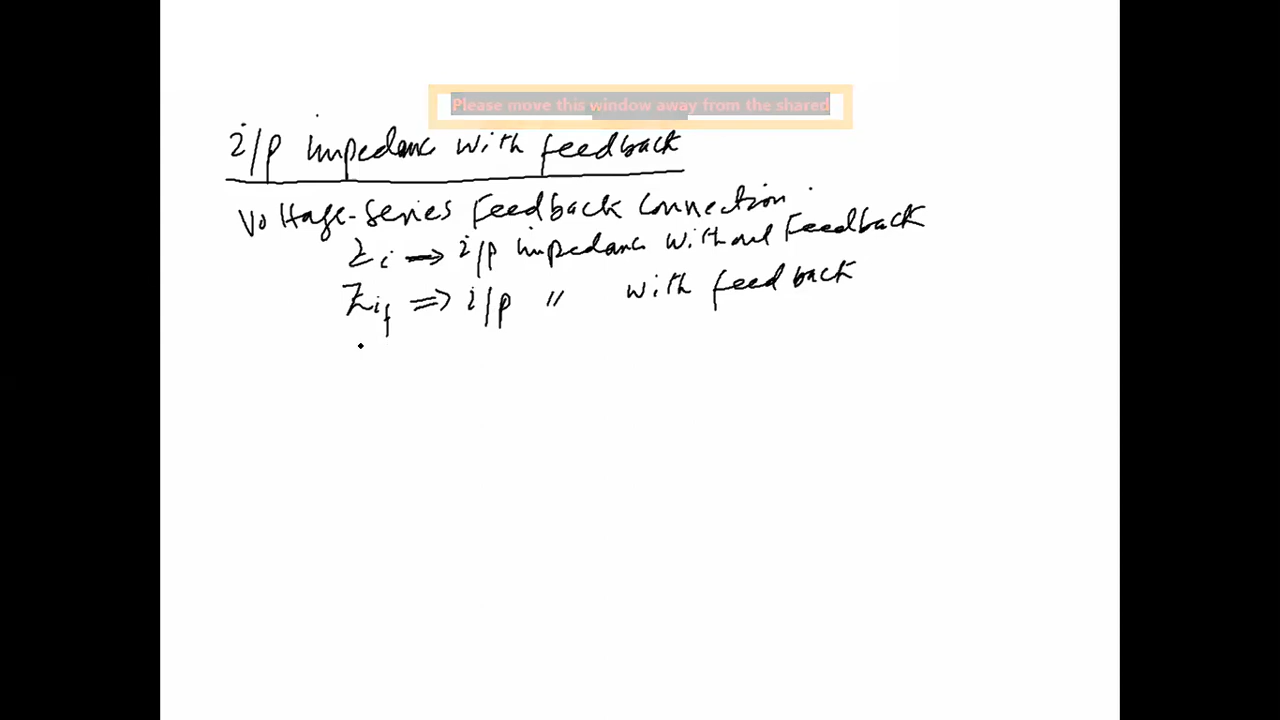 Please move this window away from the shared
i/p impedance with feedback
Voltage-Series Feedback Connection.
Zi → i/p impedance without Feedback
Zif ⇒ i/p " with feedback